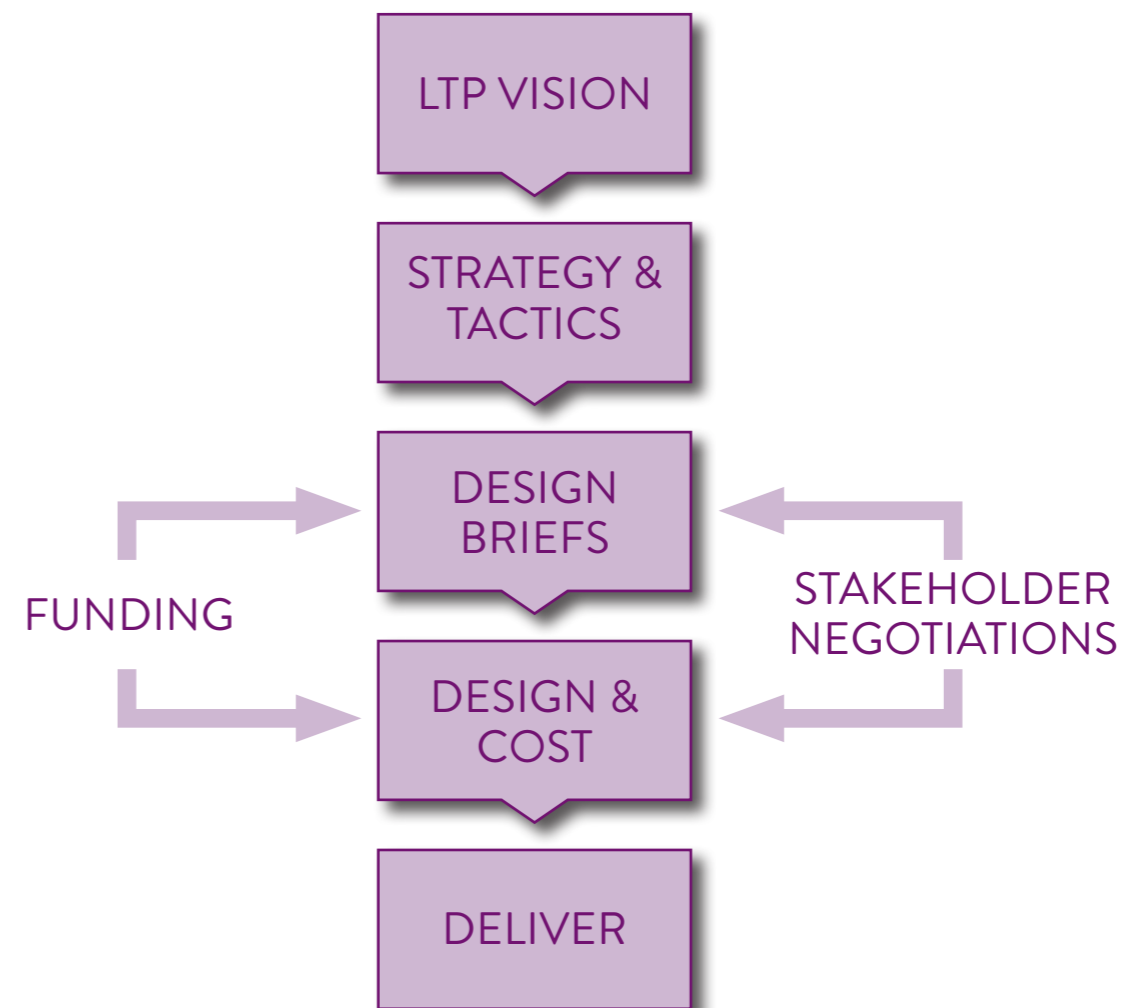 LTP VISION
STRATEGY &
TACTICS
DESIGN
BRIEFS
FUNDING
STAKEHOLDER
NEGOTIATIONS
DESIGN &
COST
DELIVER